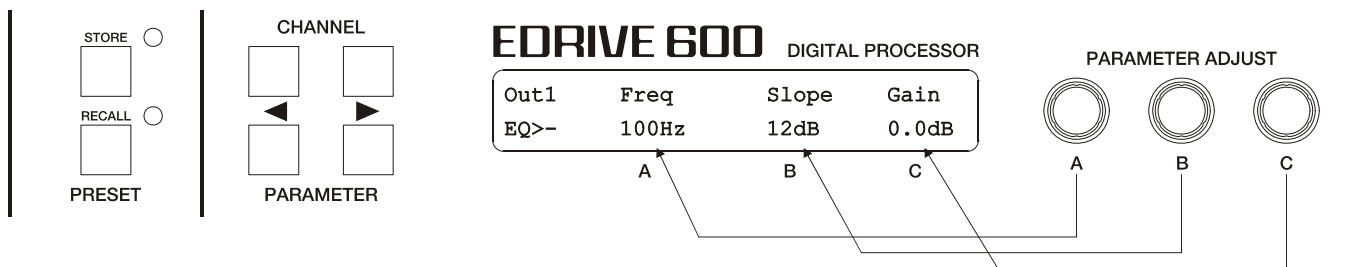 STORE
RECALL
PRESET
CHANNEL
PARAMETER
EDRIVE 600 DIGITAL PROCESSOR
Out1 Freq Slope Gain
EQ>- 100Hz 12dB 0.0dB
A B C
PARAMETER ADJUST
A B C